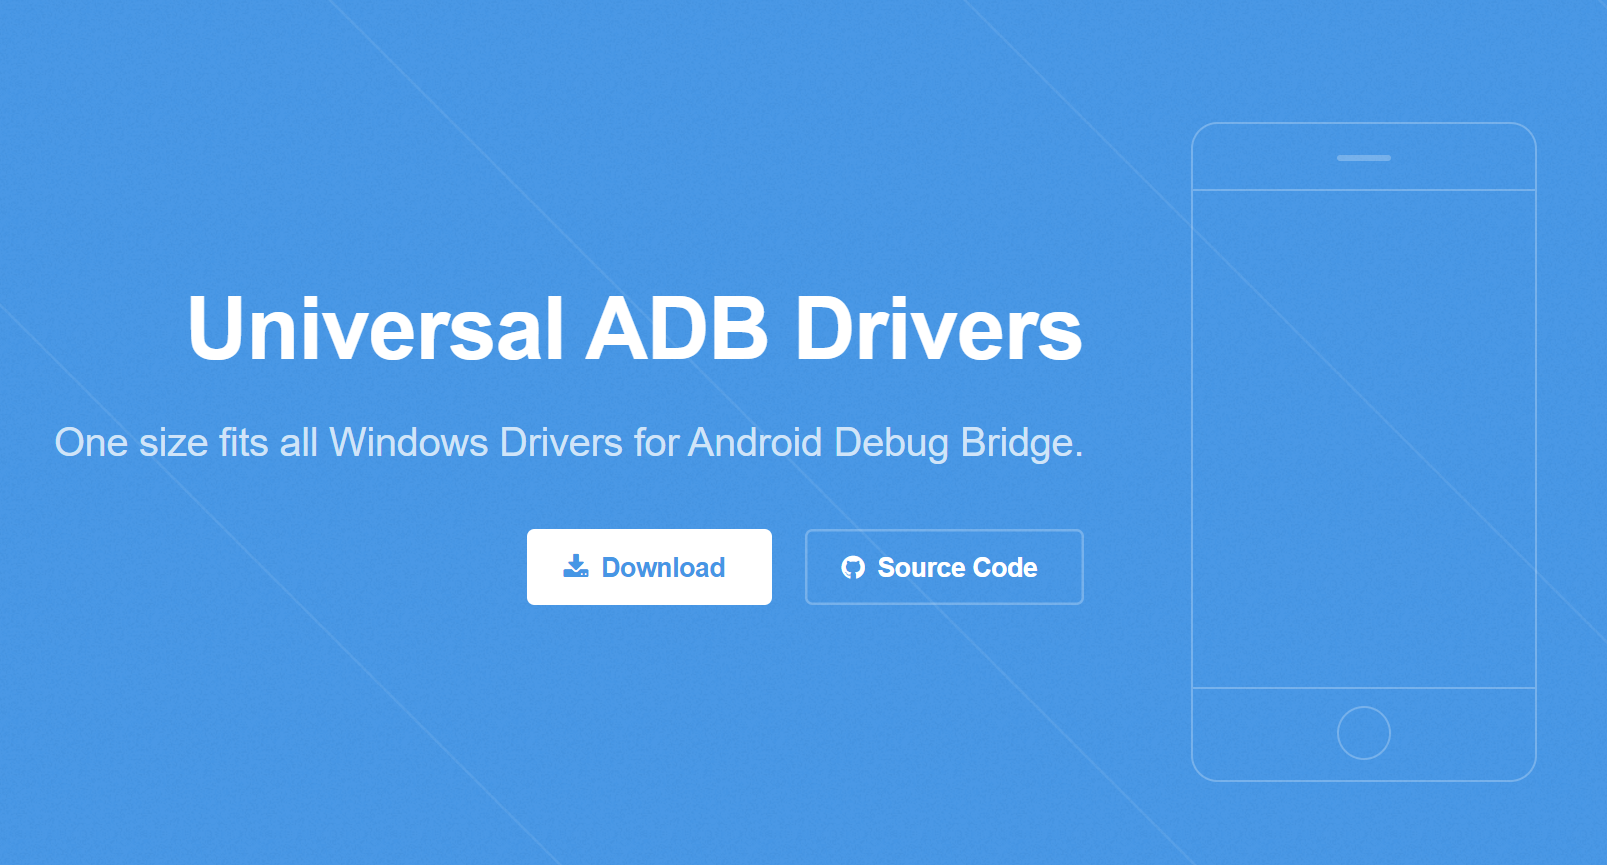 Universal ADB Drivers
One size fits all Windows Drivers for Android Debug Bridge.
Download
Source Code